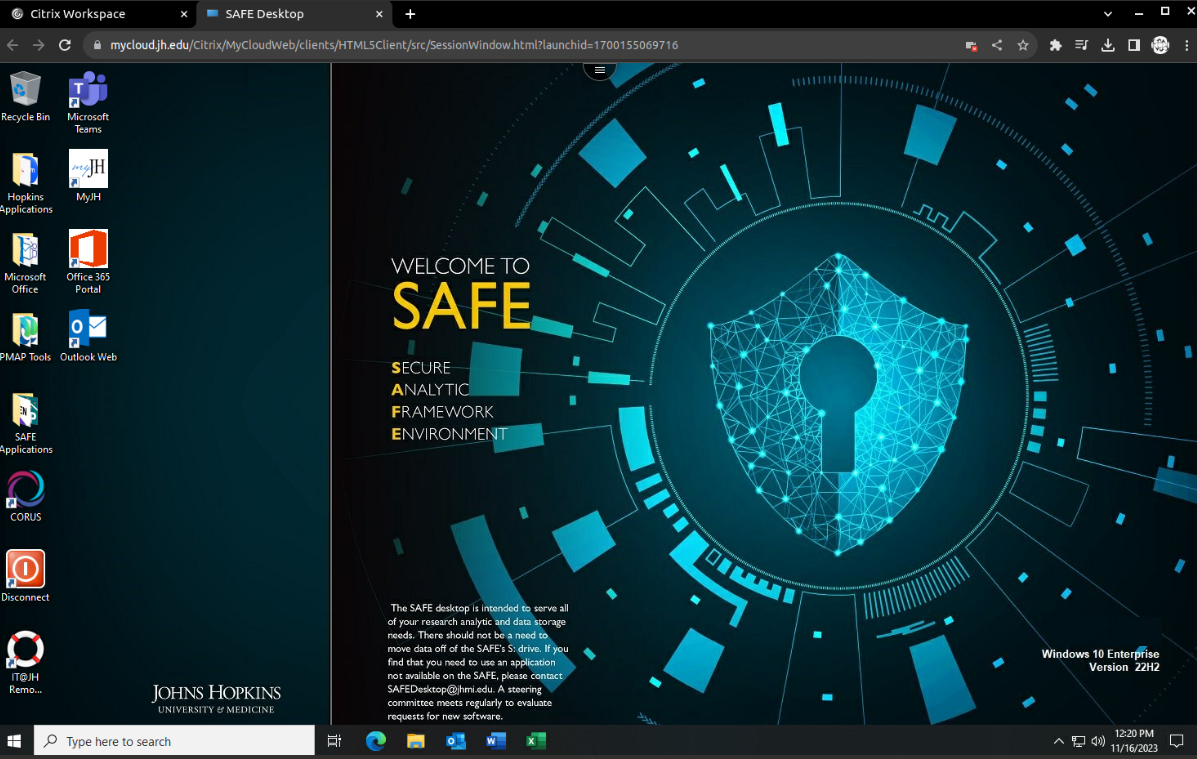 Citrix Workspace
SAFE Desktop
mycloud.jh.edu/Citrix/MyCloudWeb/clients/HTML5Client/src/SessionWindow.html?launchid=1700155069716
Recycle Bin
Microsoft
Teams
Hopkins
Applications
MyJH
Microsoft
Office
Office 365
Portal
PMAP Tools
Outlook Web
SAFE
Applications
CORUS
Disconnect
IT@JH
Remo...
JOHNS HOPKINS
UNIVERSITY & MEDICINE
WELCOME TO
SAFE
SECURE
ANALYTIC
FRAMEWORK
ENVIRONMENT
The SAFE desktop is intended to serve all
of your research analytic and data storage
needs. There should not be a need to
move data off of the SAFE's S: drive. If you
find that you need to use an application
not available on the SAFE, please contact
SAFEDesktop@jhmi.edu. A steering
committee meets regularly to evaluate
requests for new software.
Windows 10 Enterprise
Version 22H2
Type here to search
12:20 PM
11/16/2023